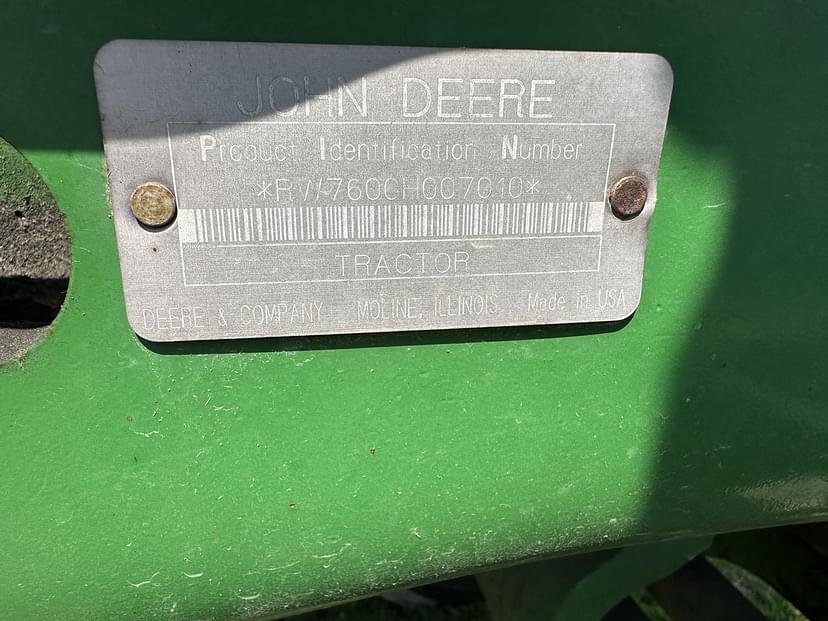 JOHN DEERE
Product Identification Number
*RW7600H007010*
TRACTOR
DEERE & COMPANY MOLINE, ILLINOIS Made in USA